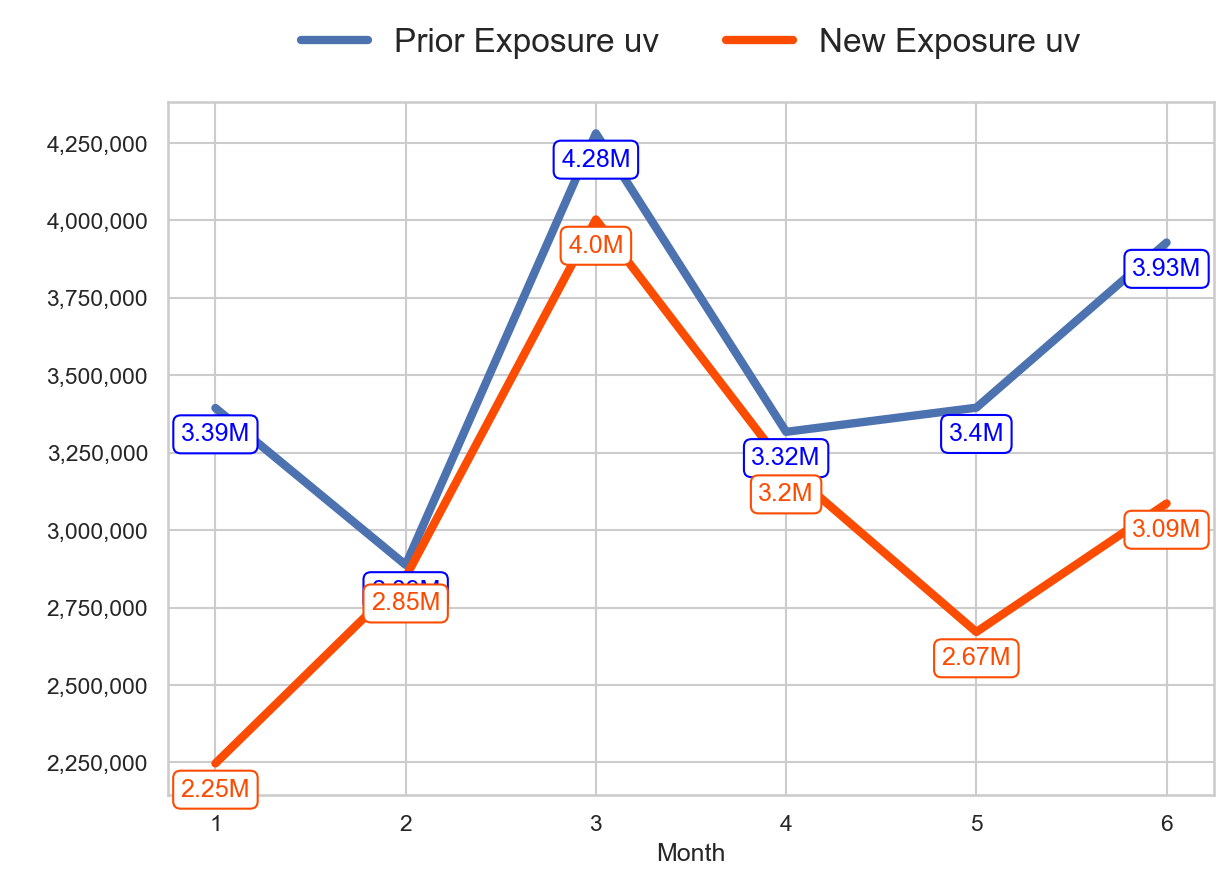 Prior Exposure uv New Exposure uv
4,250,000
4,000,000
3,750,000
3,500,000
3,250,000
3,000,000
2,750,000
2,500,000
2,250,000
4.28M
4.0M
3.93M
3.39M
3.4M
3.32M
3.2M
3.09M
2.85M
2.67M
2.25M
1 2 3 4 5 6
Month